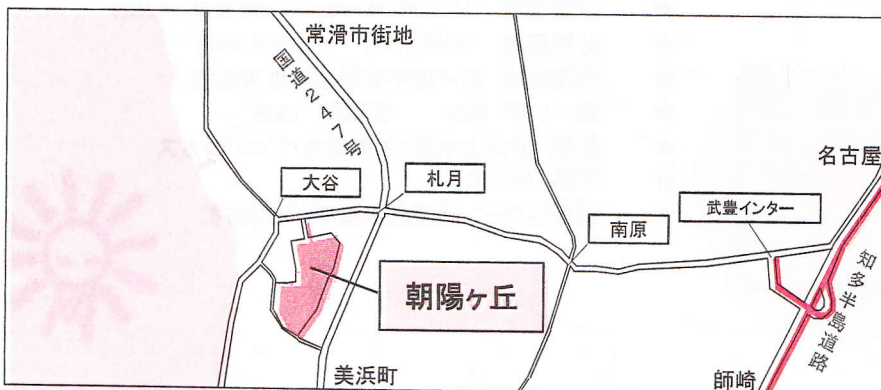 常滑市街地
国道247号
名古屋
大谷
札月
武豊インター
南原
知多半島道路
朝陽ヶ丘
美浜町
師崎